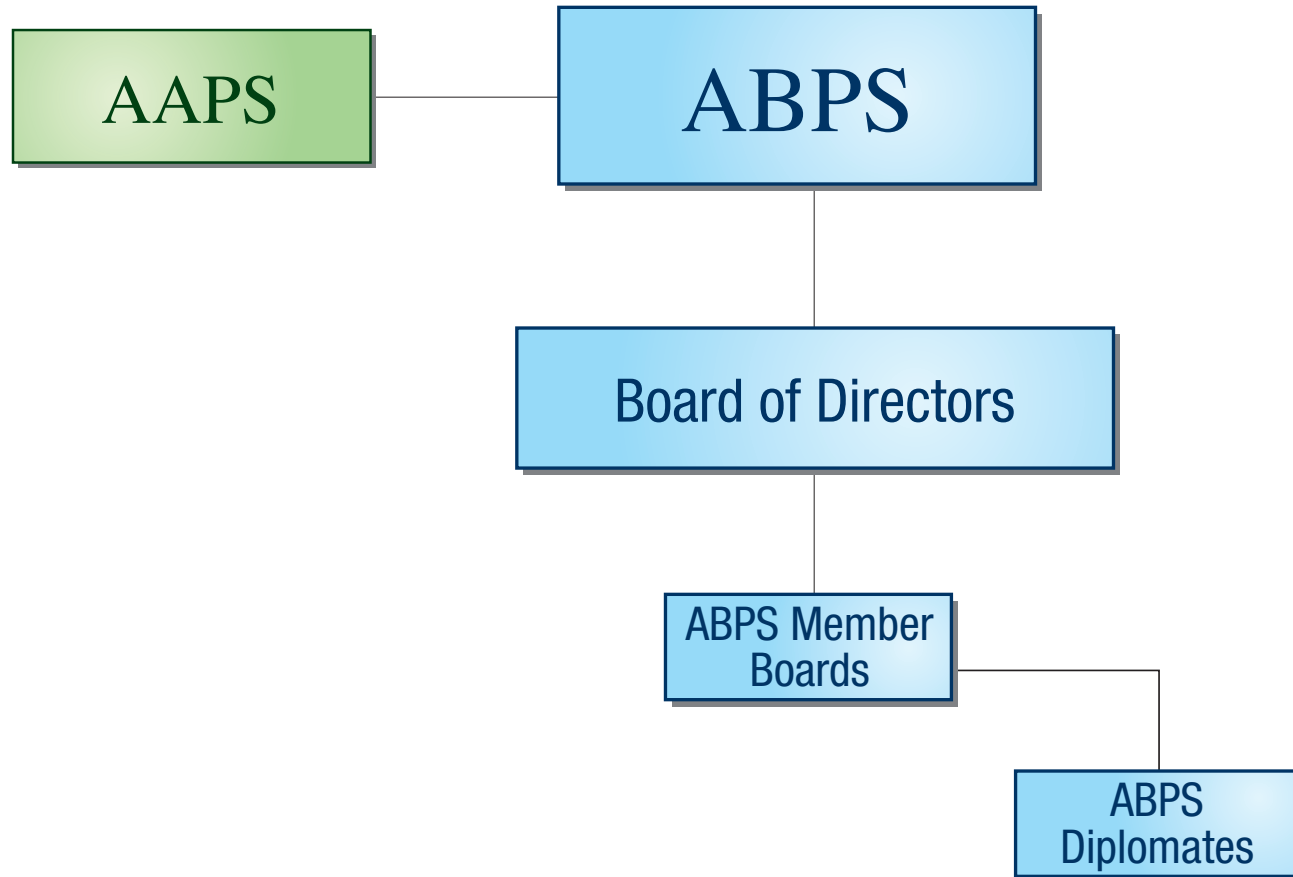 AAPS
ABPS
Board of Directors
ABPS Member
Boards
ABPS
Diplomates